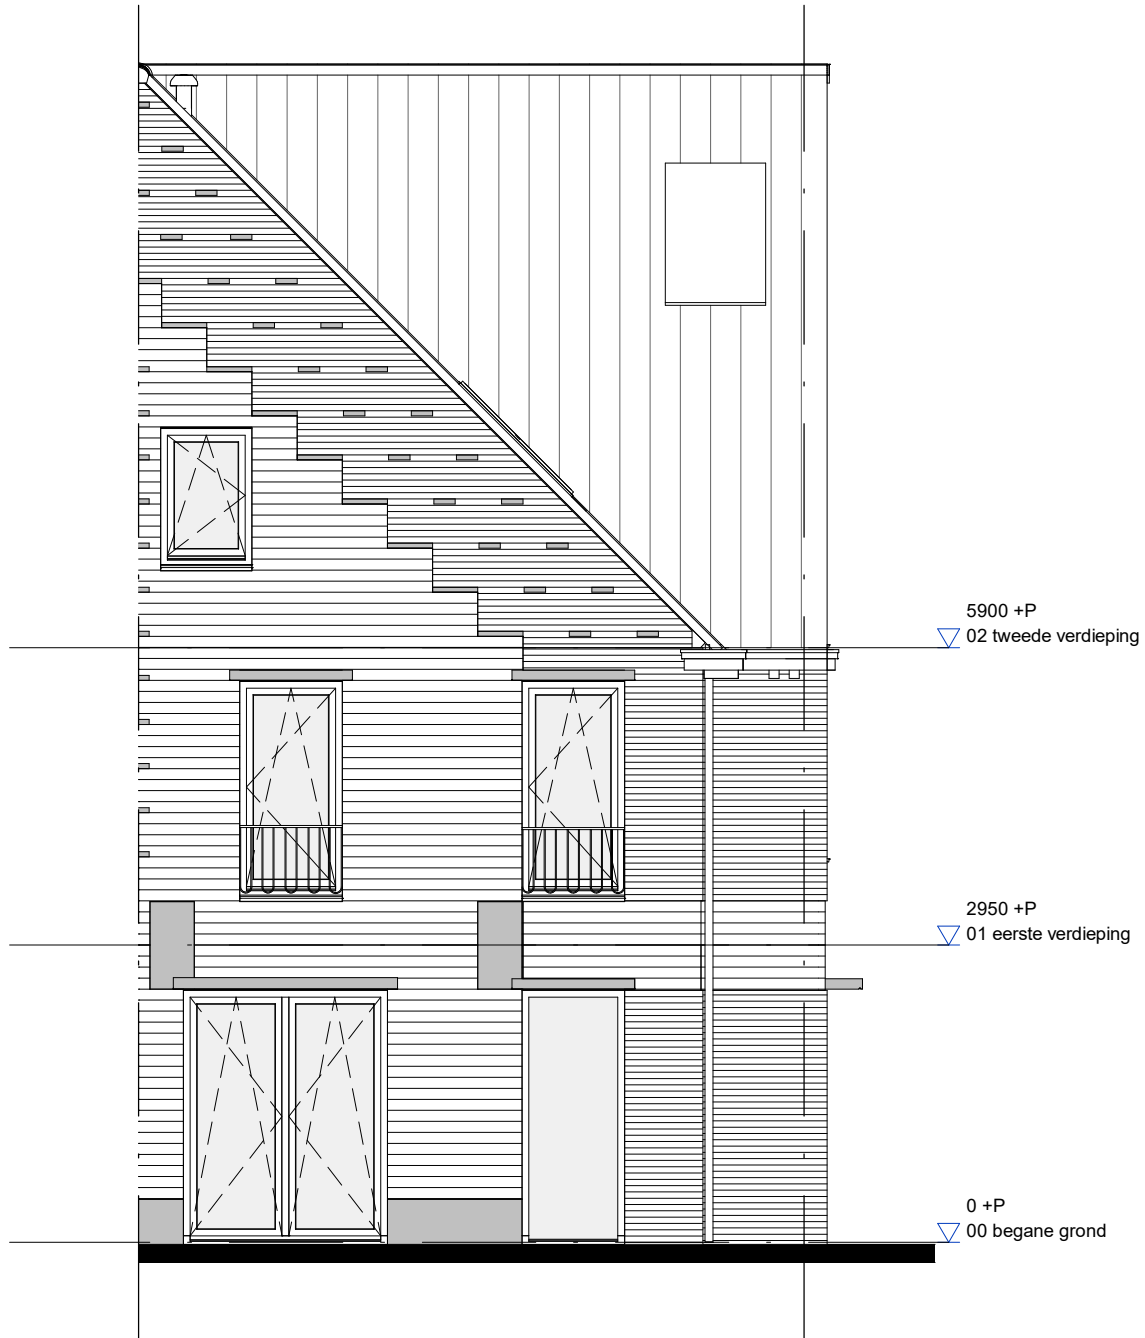 5900 +P
02 tweede verdieping
2950 +P
01 eerste verdieping
0 +P
00 begane grond